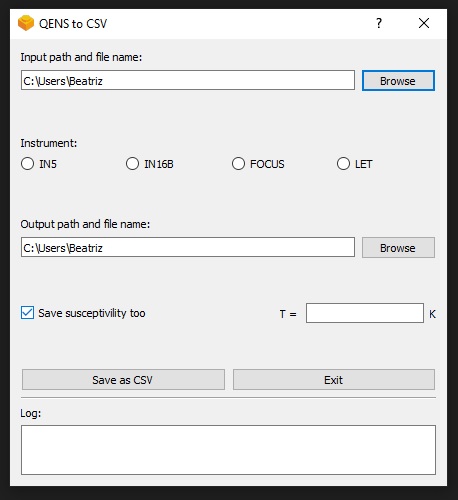 QENS to CSV ?
Input path and file name:
C:\Users\Beatriz Browse
Instrument:
IN5 IN16B FOCUS LET
Output path and file name:
C:\Users\Beatriz Browse
Save susceptivility too T = K
Save as CSV Exit
Log: